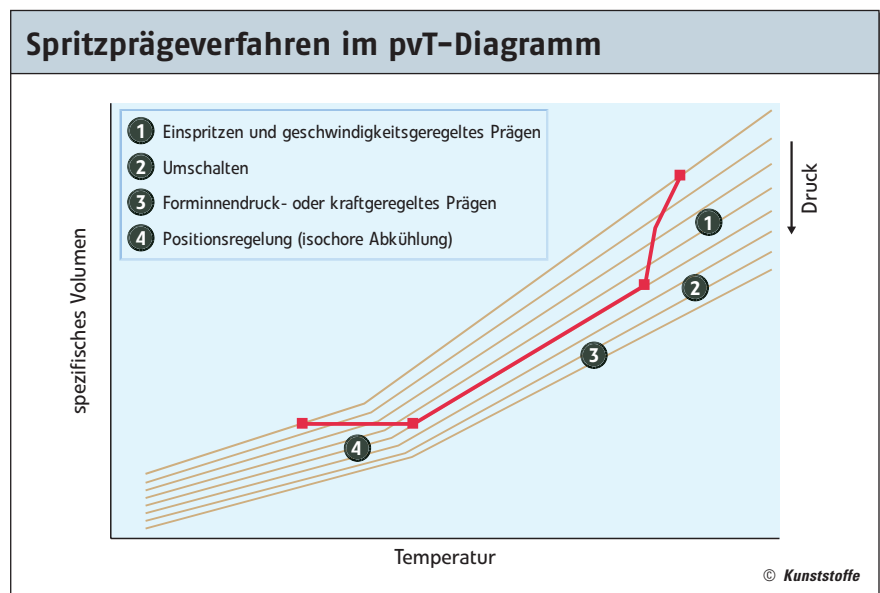 Spritzprägeverfahren im pvT-Diagramm
1 Einspritzen und geschwindigkeitsgeregeltes Prägen
2 Umschalten
3 Forminnendruck- oder kraftgeregeltes Prägen
4 Positionsregelung (isochore Abkühlung)
spezifisches Volumen
Druck
1
2
3
4
Temperatur
© Kunststoffe